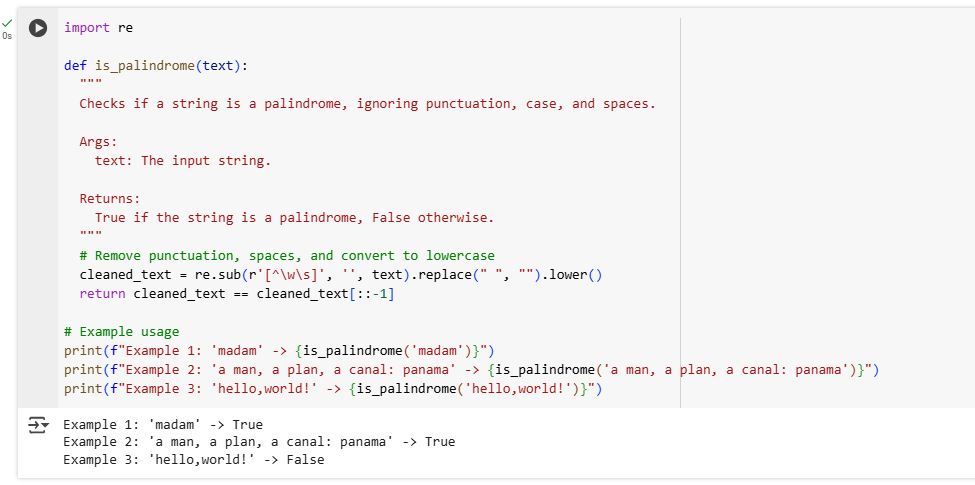 0s
import re
def is_palindrome(text):
"""
Checks if a string is a palindrome, ignoring punctuation, case, and spaces.
Args:
text: The input string.
Returns:
True if the string is a palindrome, False otherwise.
"""
# Remove punctuation, spaces, and convert to lowercase
cleaned_text = re.sub(r'[^\w\s]', '', text).replace(" ", "").lower()
return cleaned_text == cleaned_text[::-1]
# Example usage
print(f"Example 1: 'madam' -> {is_palindrome('madam')}")
print(f"Example 2: 'a man, a plan, a canal: panama' -> {is_palindrome('a man, a plan, a canal: panama')}")
print(f"Example 3: 'hello,world!' -> {is_palindrome('hello,world!')}")
Example 1: 'madam' -> True
Example 2: 'a man, a plan, a canal: panama' -> True
Example 3: 'hello,world!' -> False